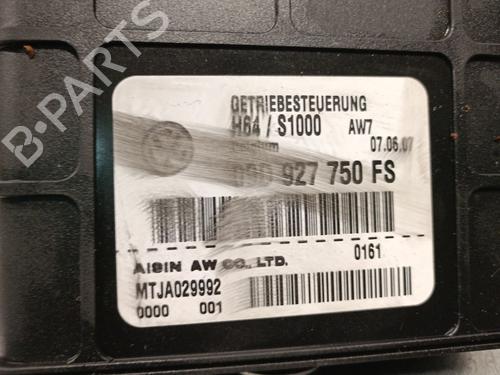 B-PARTS
GETRIEBESTEUERUNG
H64 / S1000 AW7
07.06.07
927 750 FS
AISIN AW CO., LTD. 0161
MTJA029992
0000 001